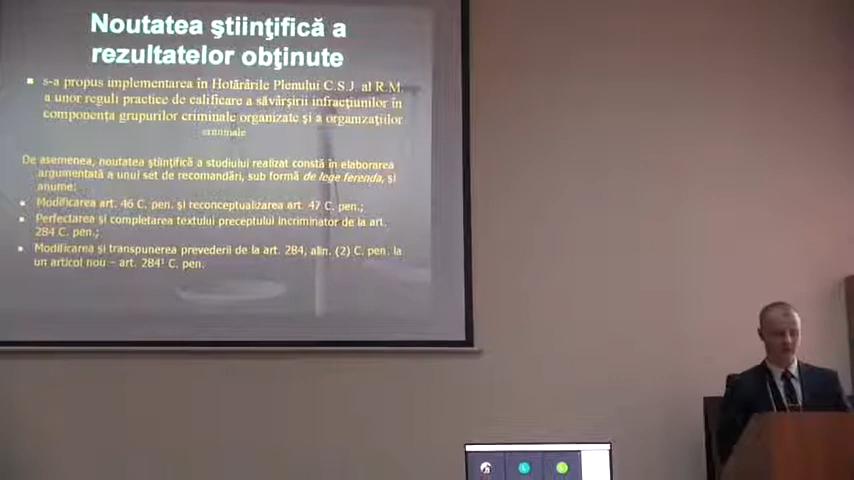 Noutatea ştiinţifică a
rezultatelor obţinute
s-a propus implementarea în Hotărârile Plenului C.S.J. al R.M.
a unor reguli practice de calificare a săvârşirii infracţiunilor în
componenţa grupurilor criminale organizate şi a organizaţiilor
criminale
De asemenea, noutatea ştiinţifică a studiului realizat constă în elaborarea
argumentată a unui set de recomandări, sub formă de lege ferenda, şi
anume:
Modificarea art. 46 C. pen. şi reconceptualizarea art. 47 C. pen.;
Perfectarea şi completarea textului preceptului incriminator de la art.
284 C. pen.;
Modificarea şi transpunerea prevederii de la art. 284, alin. (2) C. pen. la
un articol nou – art. 284¹ C. pen.